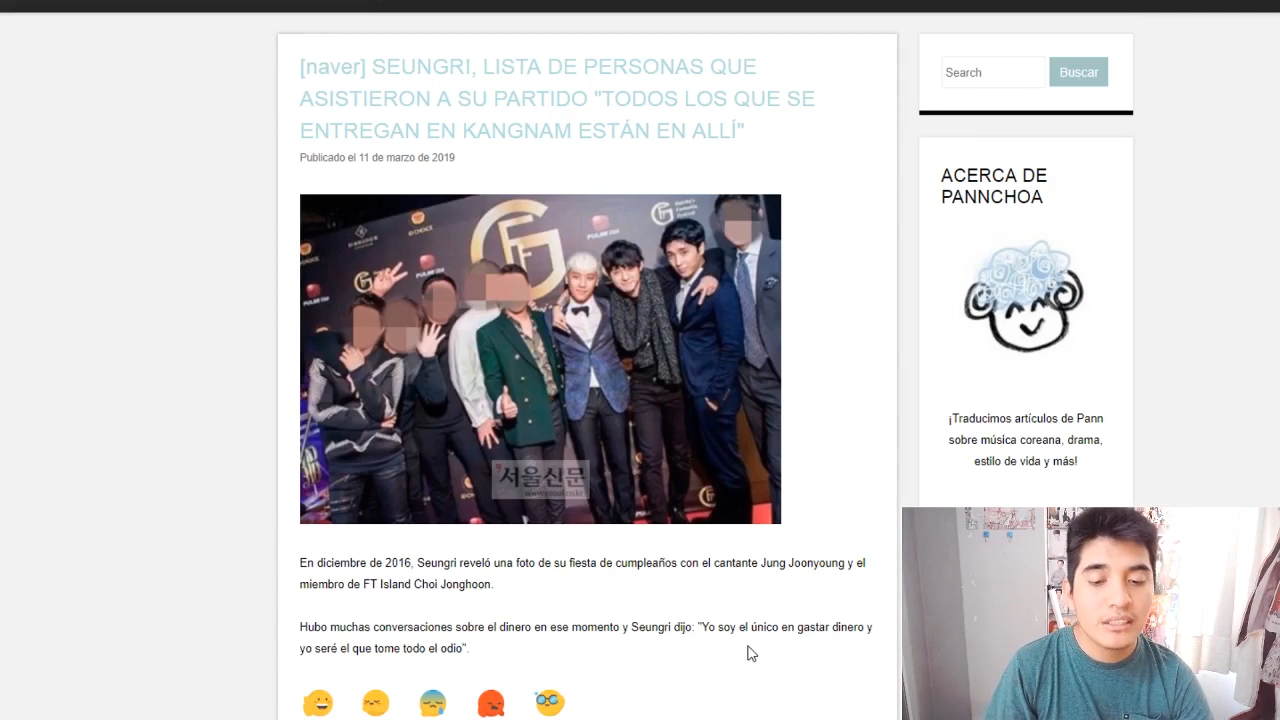 [naver] SEUNGRI, LISTA DE PERSONAS QUE
ASISTIERON A SU PARTIDO "TODOS LOS QUE SE
ENTREGAN EN KANGNAM ESTÁN EN ALLÍ"
Publicado el 11 de marzo de 2019
서울신문
www.seoul.co.kr
En diciembre de 2016, Seungri reveló una foto de su fiesta de cumpleaños con el cantante Jung Joonyoung y el
miembro de FT Island Choi Jonghoon.
Hubo muchas conversaciones sobre el dinero en ese momento y Seungri dijo: "Yo soy el único en gastar dinero y
yo seré el que tome todo el odio".
Search
Buscar
ACERCA DE
PANNCHOA
¡Traducimos artículos de Pann
sobre música coreana, drama,
estilo de vida y más!